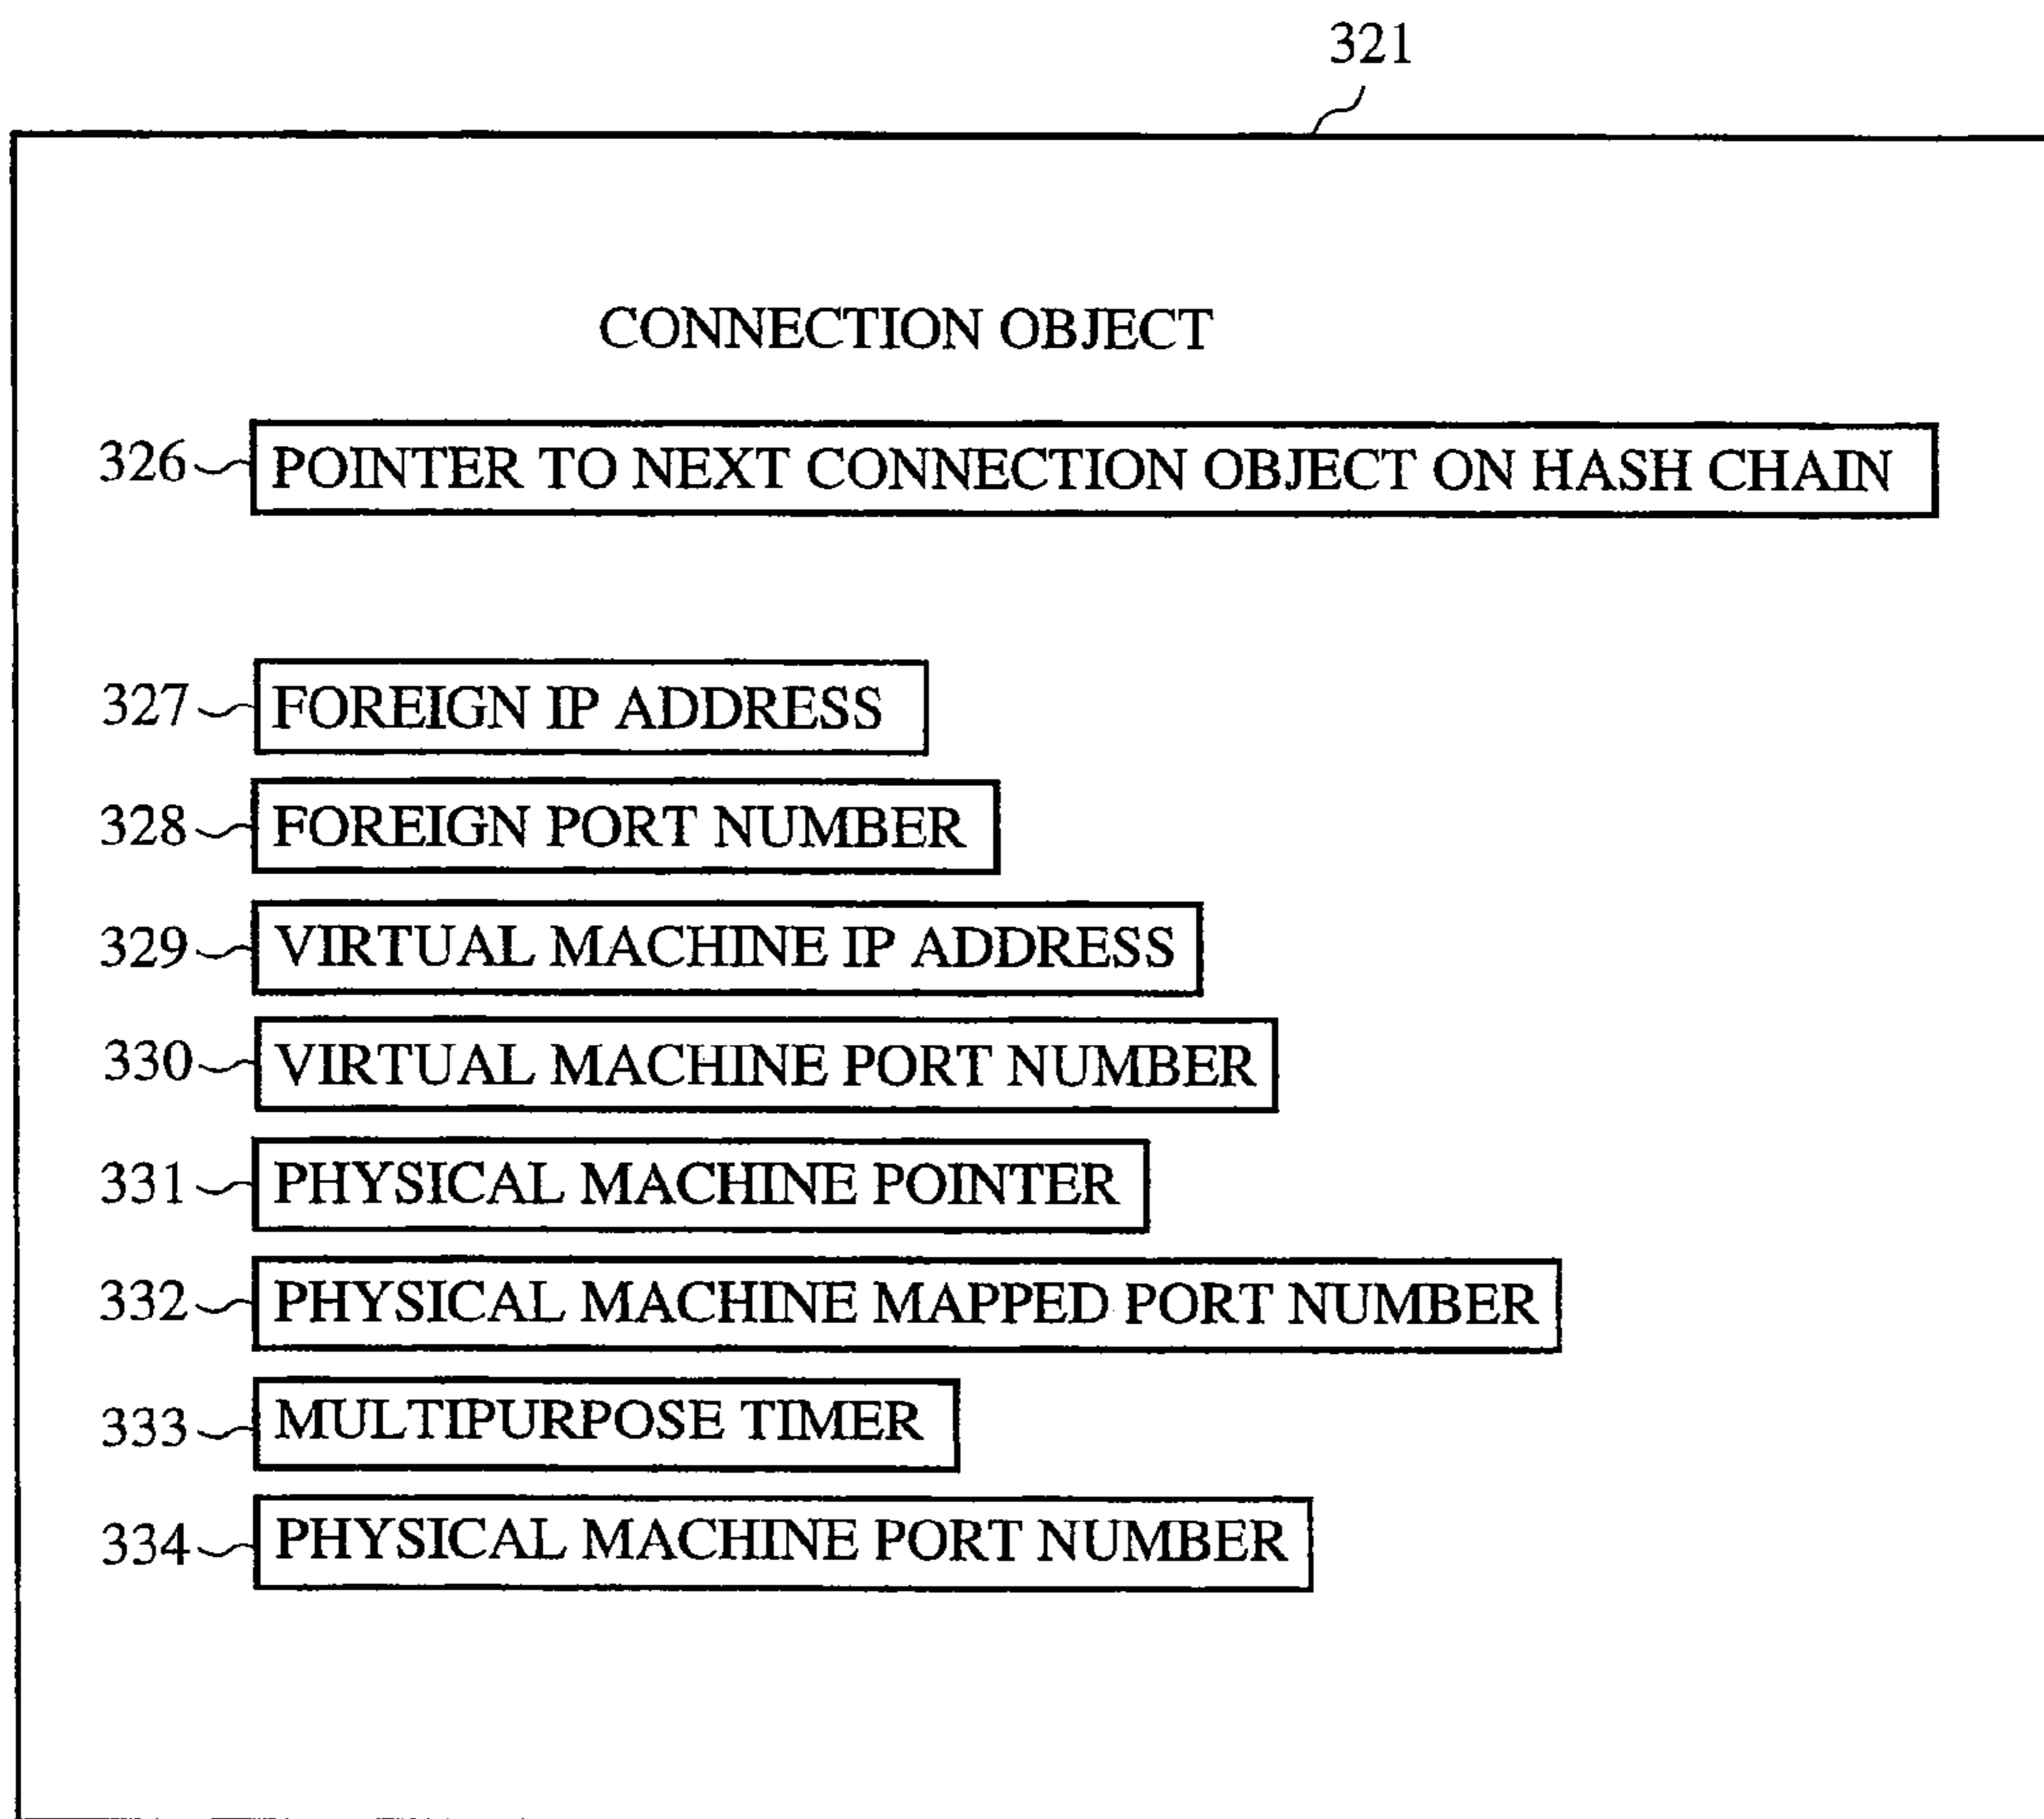 321
CONNECTION OBJECT
326 POINTER TO NEXT CONNECTION OBJECT ON HASH CHAIN
327 FOREIGN IP ADDRESS
328 FOREIGN PORT NUMBER
329 VIRTUAL MACHINE IP ADDRESS
330 VIRTUAL MACHINE PORT NUMBER
331 PHYSICAL MACHINE POINTER
332 PHYSICAL MACHINE MAPPED PORT NUMBER
333 MULTIPURPOSE TIMER
334 PHYSICAL MACHINE PORT NUMBER